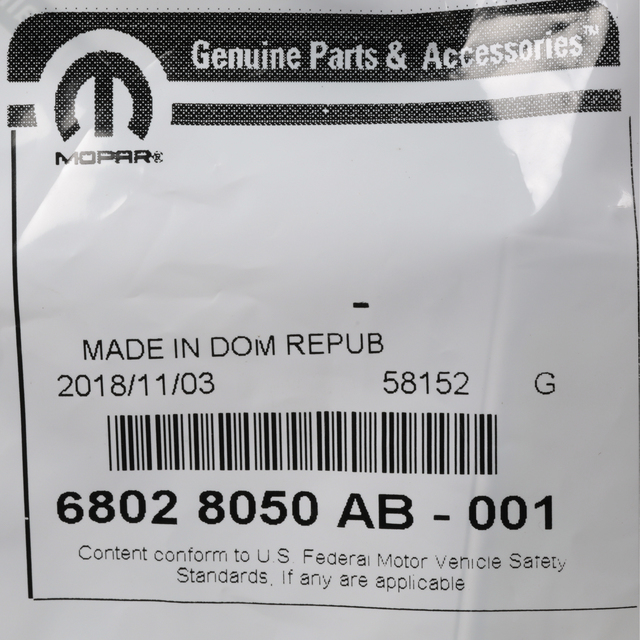 Genuine Parts & Accessories™
MOPAR®
MADE IN DOM REPUB
2018/11/03 58152 G
6802 8050 AB - 001
Content conform to U.S. Federal Motor Vehicle Safety
Standards, If any are applicable